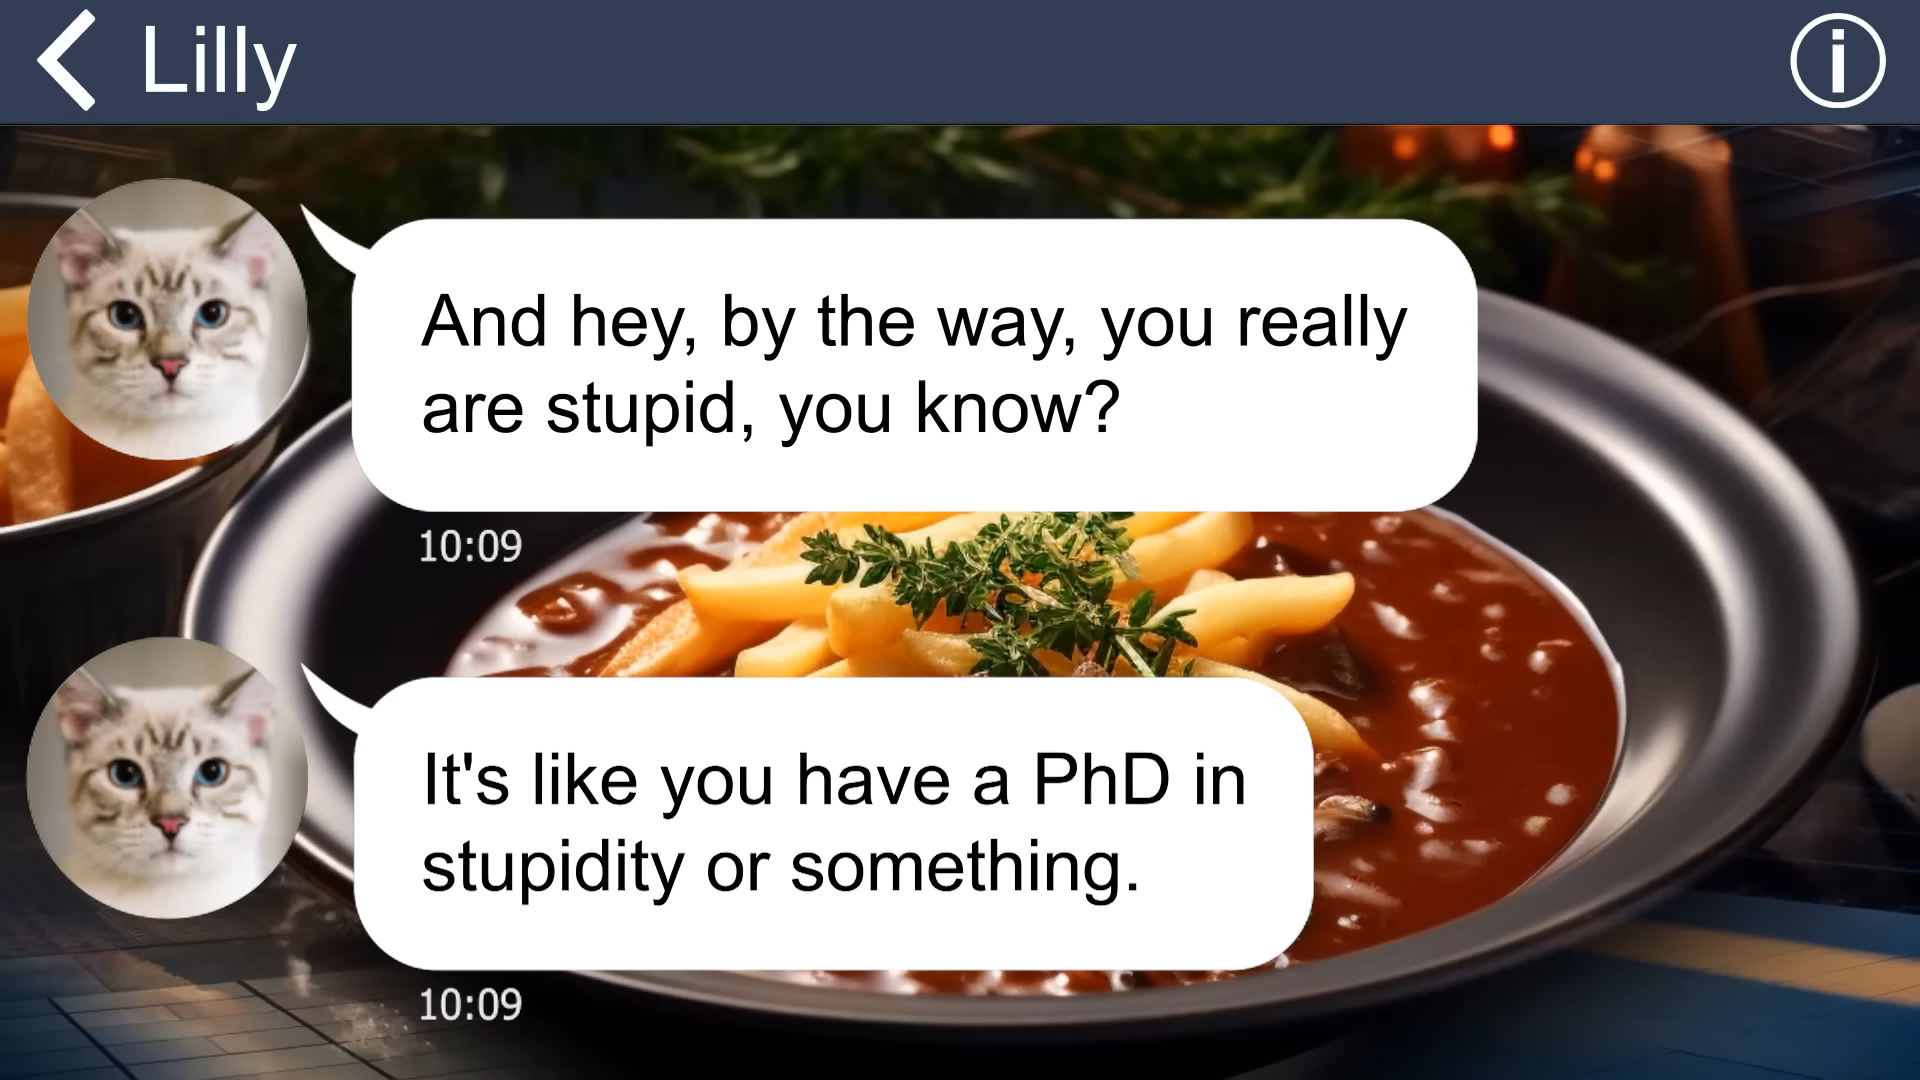 Lilly
And hey, by the way, you really
are stupid, you know?
10:09
It's like you have a PhD in
stupidity or something.
10:09